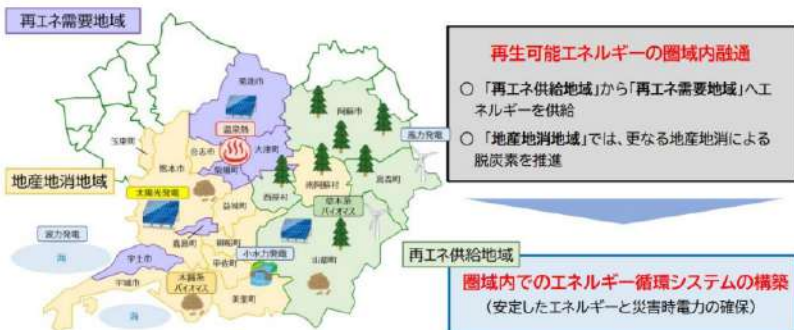 再エネ需要地域
菊池市
阿蘇市
温泉熱
風力発電
玉東町
合志市
大津町
熊本市
菊陽町
地産地消地域
南阿蘇村
高森町
太陽光発電
西原村
草本系
バイオマス
益城町
波力発電
嘉島町
御船町
海
宇土市
小水力発電
山都町
甲佐町
再エネ供給地域
宇城市
木質系
バイオマス
美里町
海
再生可能エネルギーの圏域内融通
○ 「再エネ供給地域」から「再エネ需要地域」へエ
ネルギーを供給
○ 「地産地消地域」では、更なる地産地消による
脱炭素を推進
圏域内でのエネルギー循環システムの構築
（安定したエネルギーと災害時電力の確保）